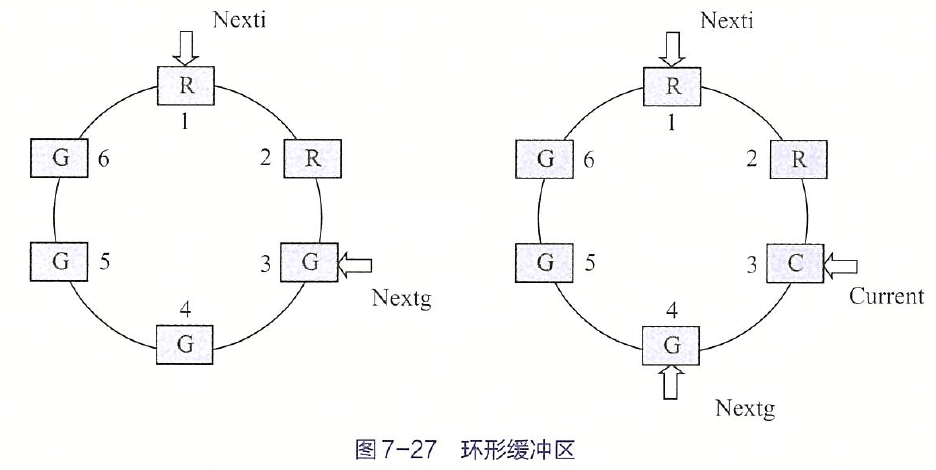 Nexti
R
1
G 6
2 R
G 5
3 G
Nextg
4
G
Nexti
R
1
G 6
2 R
G 5
3 C
Current
4
G
Nextg
图7-27 环形缓冲区